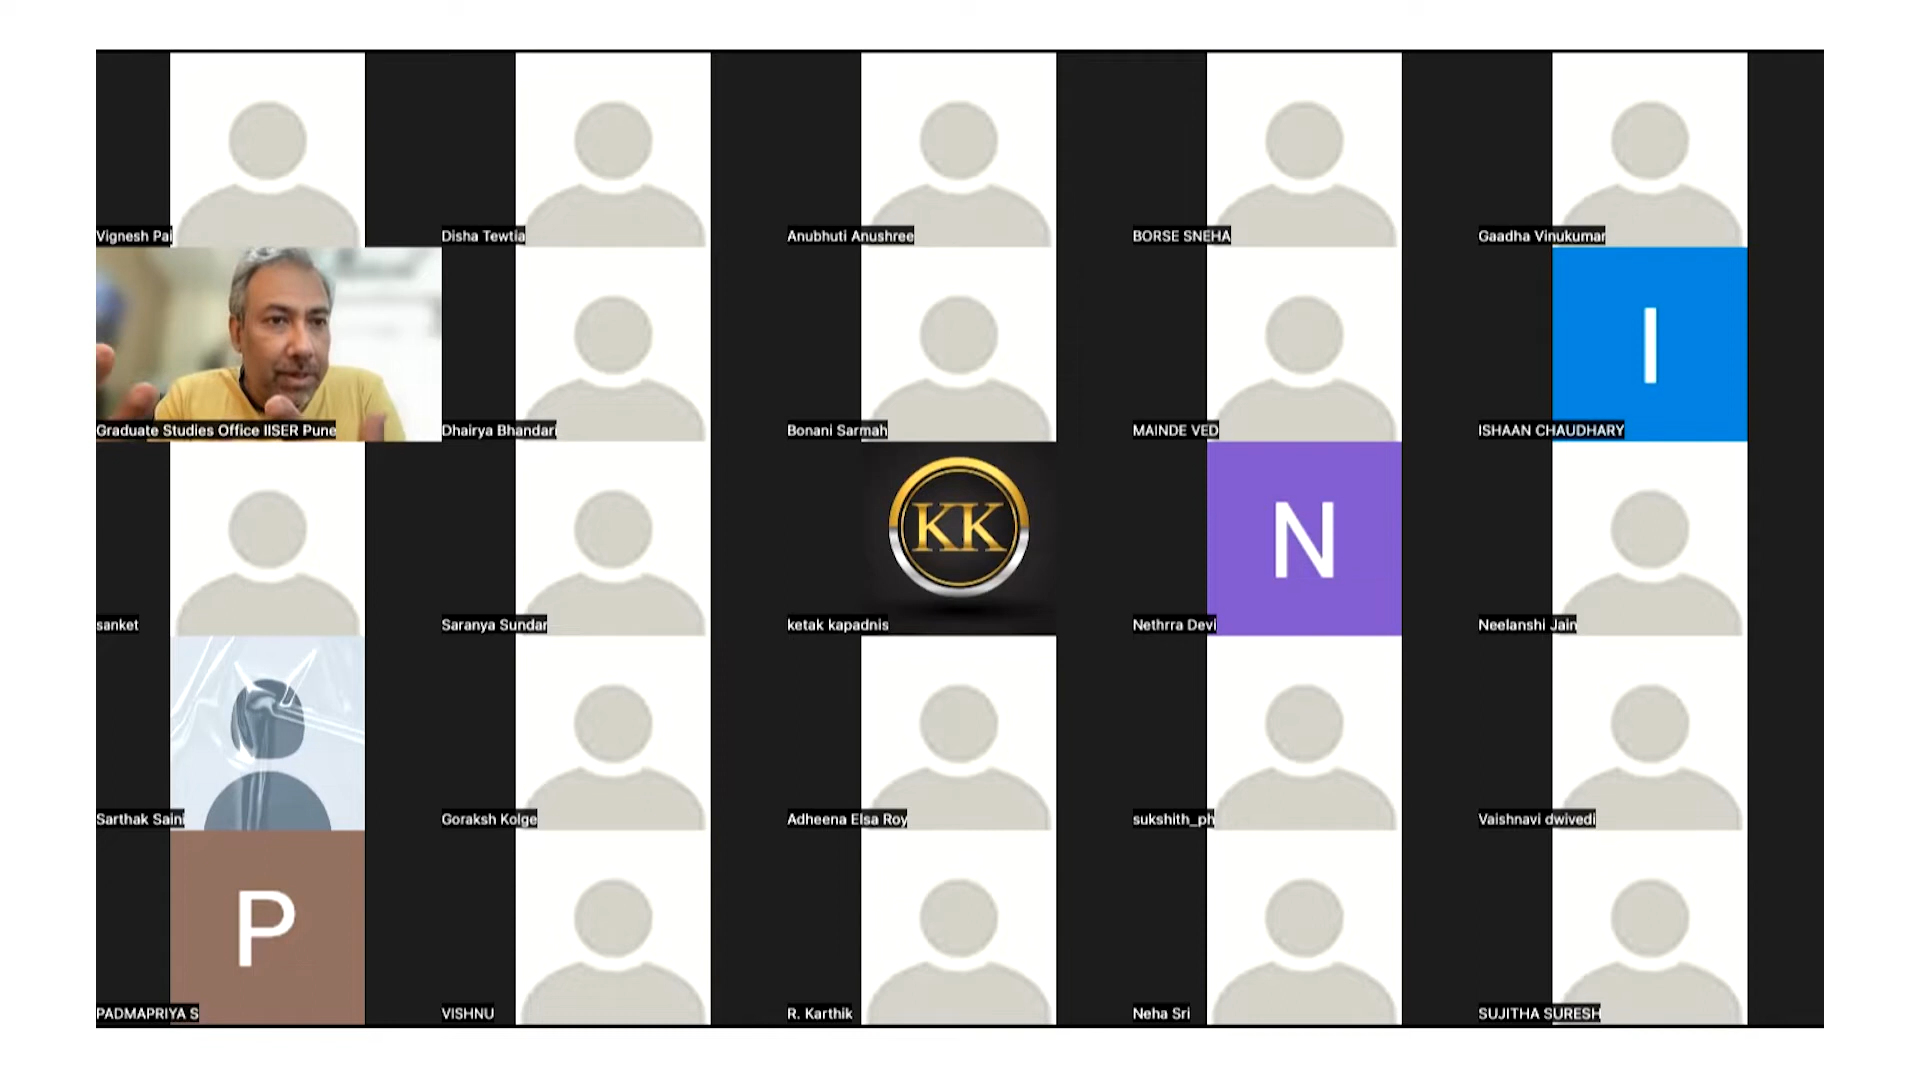 Vignesh Pai
Disha Tewtia
Anubhuti Anushree
BORSE SNEHA
Gaadha Vinukumar
Graduate Studies Office IISER Pune
Dhairya Bhandari
Bonani Sarmah
MAINDE VED
I
ISHAAN CHAUDHARY
sanket
Saranya Sundar
KK
ketak kapadnis
N
Nethrra Devi
Neelanshi Jain
Sarthak Saini
Goraksh Kolge
Adheena Elsa Roy
sukshith_ph
Vaishnavi dwivedi
P
PADMAPRIYA S
VISHNU
R. Karthik
Neha Sri
SUJITHA SURESH